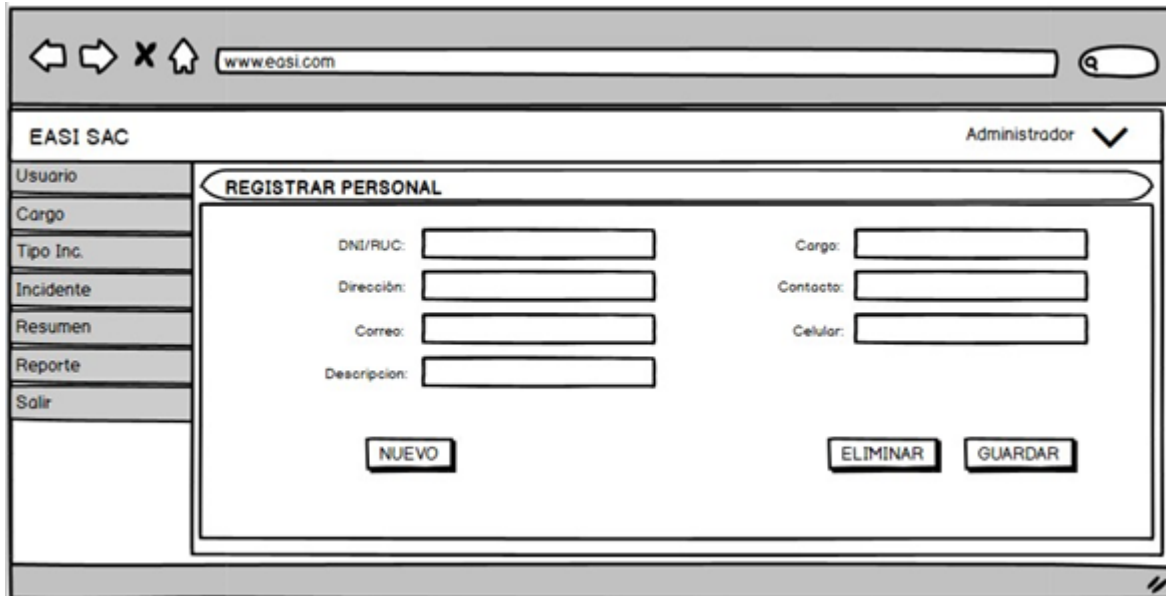 www.easi.com
EASI SAC
Administrador
Usuario
Cargo
Tipo Inc.
Incidente
Resumen
Reporte
Salir
REGISTRAR PERSONAL
DNI/RUC:
Cargo:
Dirección:
Contacto:
Correo:
Celular:
Descripcion:
NUEVO
ELIMINAR
GUARDAR